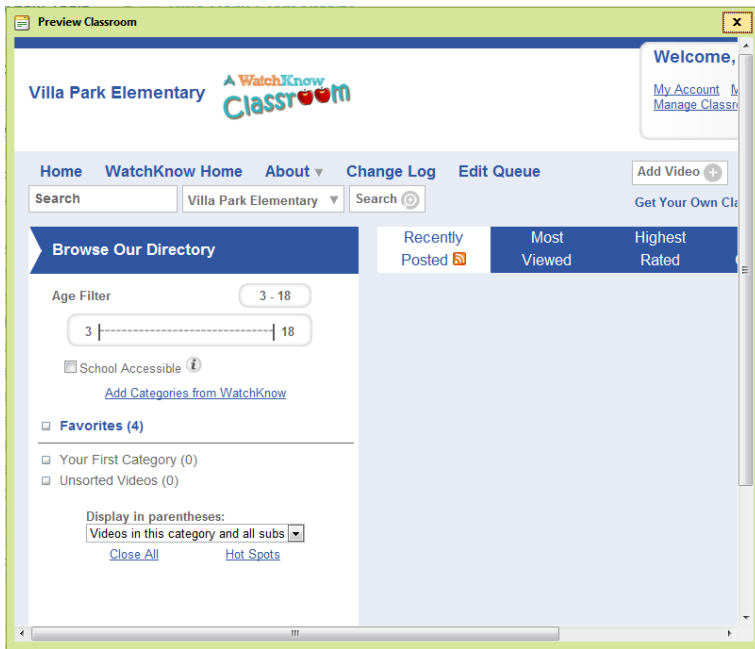 Preview Classroom
x
Welcome,
Villa Park Elementary
A WatchKnow
Classroom
My Account
Manage Classr
Home WatchKnow Home About Change Log Edit Queue
Add Video
Search Villa Park Elementary Search
Get Your Own Cla
Browse Our Directory
Recently Most Highest
Posted Viewed Rated
Age Filter 3 - 18
3 18
School Accessible i
Add Categories from WatchKnow
Favorites (4)
Your First Category (0)
Unsorted Videos (0)
Display in parentheses:
Videos in this category and all subs
Close All Hot Spots